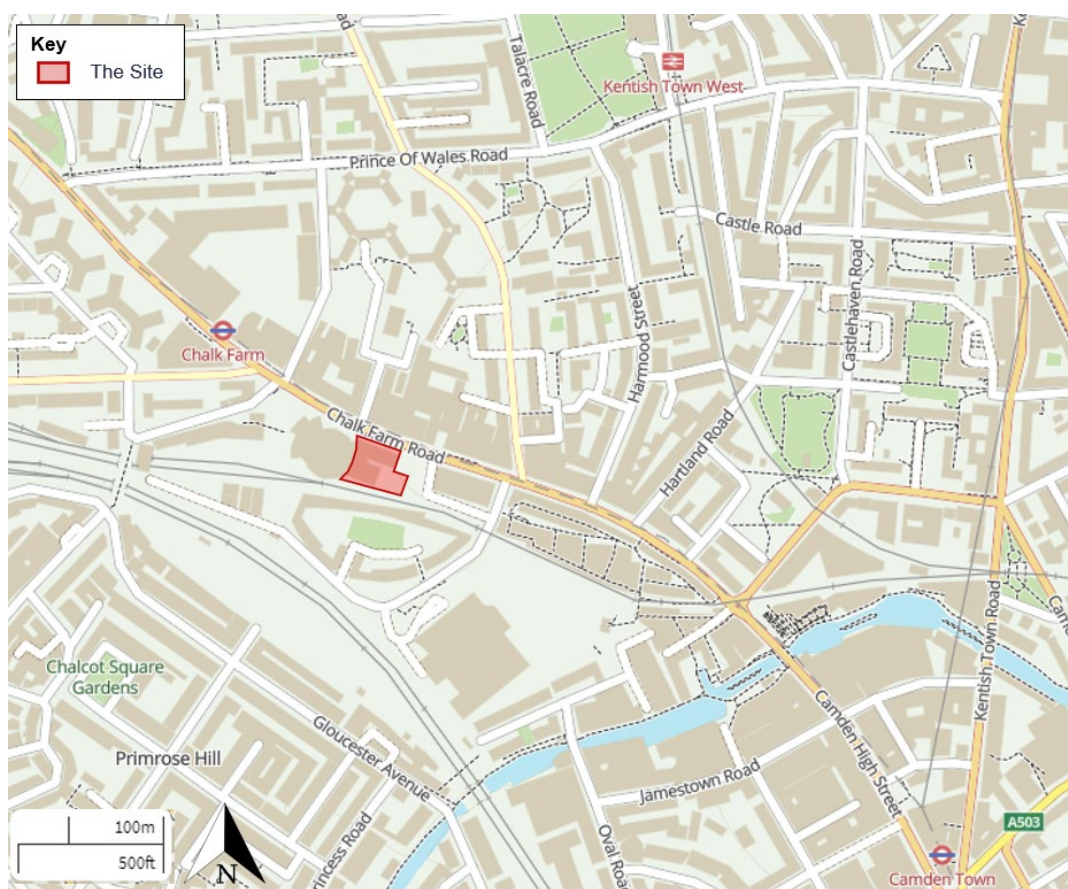 Key
The Site
Talacre Road
Kentish Town West
Prince Of Wales Road
Castle Road
Castlehaven Road
Harmood Street
Chalk Farm
Chalk Farm Road
Hartland Road
Kentish Town Road
Chalcot Square
Gardens
Gloucester Avenue
Primrose Hill
Camden High Street
Jamestown Road
100m
500ft
N
Oval Road
A503
Camden Town